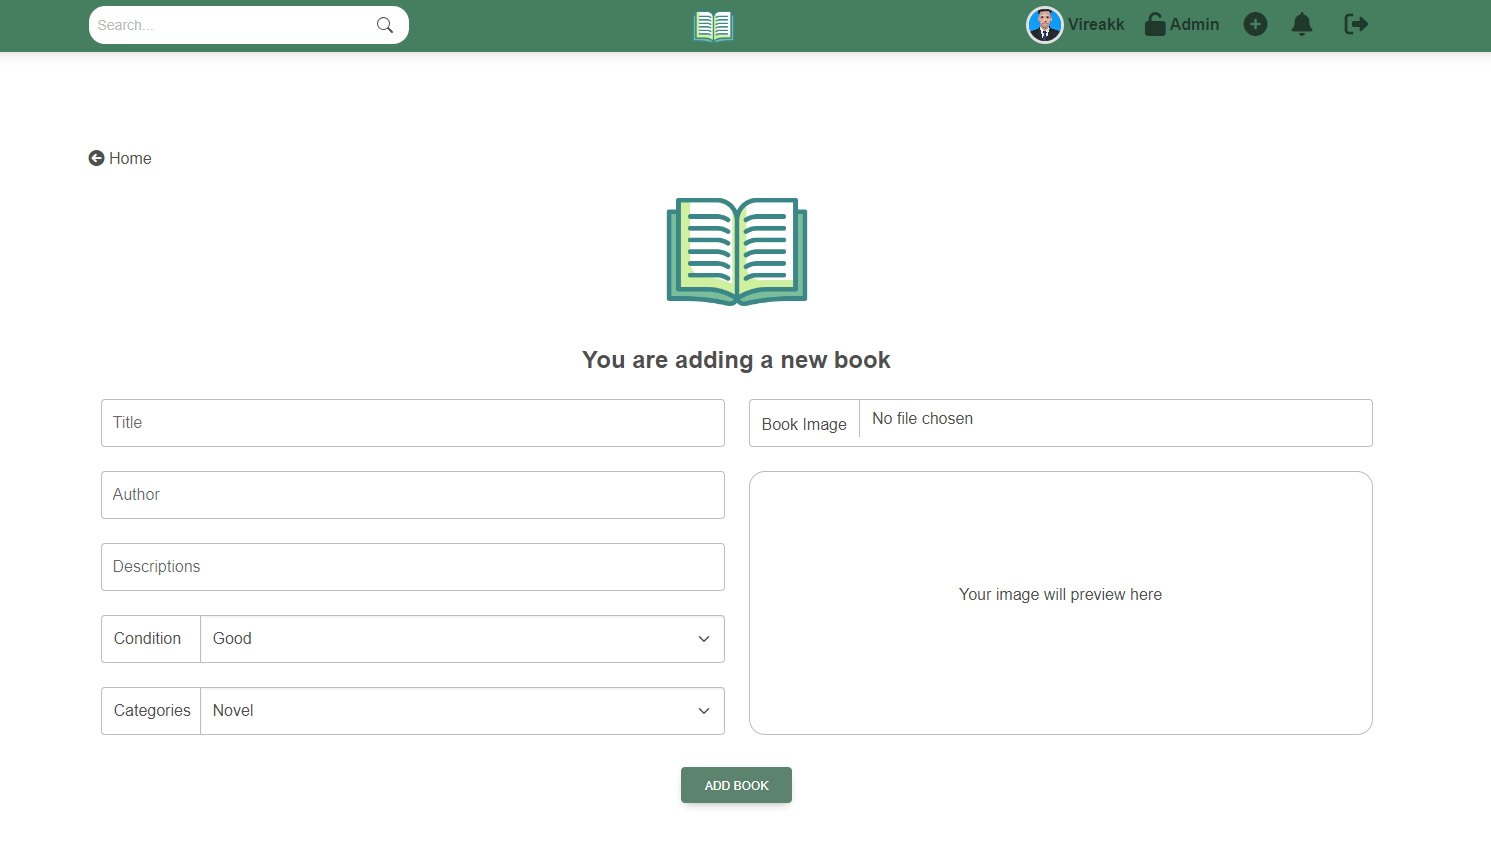 Search...
Vireakk
Admin
Home
You are adding a new book
Title
Book Image
No file chosen
Author
Descriptions
Your image will preview here
Condition
Good
Categories
Novel
ADD BOOK